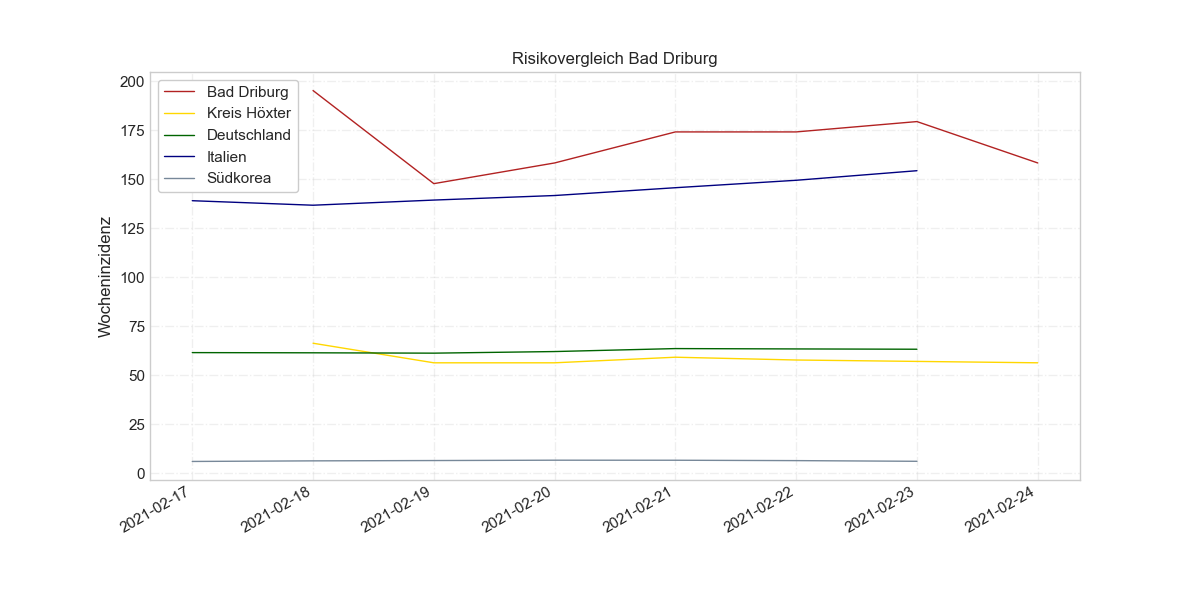 Risikovergleich Bad Driburg
200
175
150
125
100
75
50
25
0
Wocheninzidenz
Bad Driburg
Kreis Höxter
Deutschland
Italien
Südkorea
2021-02-17
2021-02-18
2021-02-19
2021-02-20
2021-02-21
2021-02-22
2021-02-23
2021-02-24